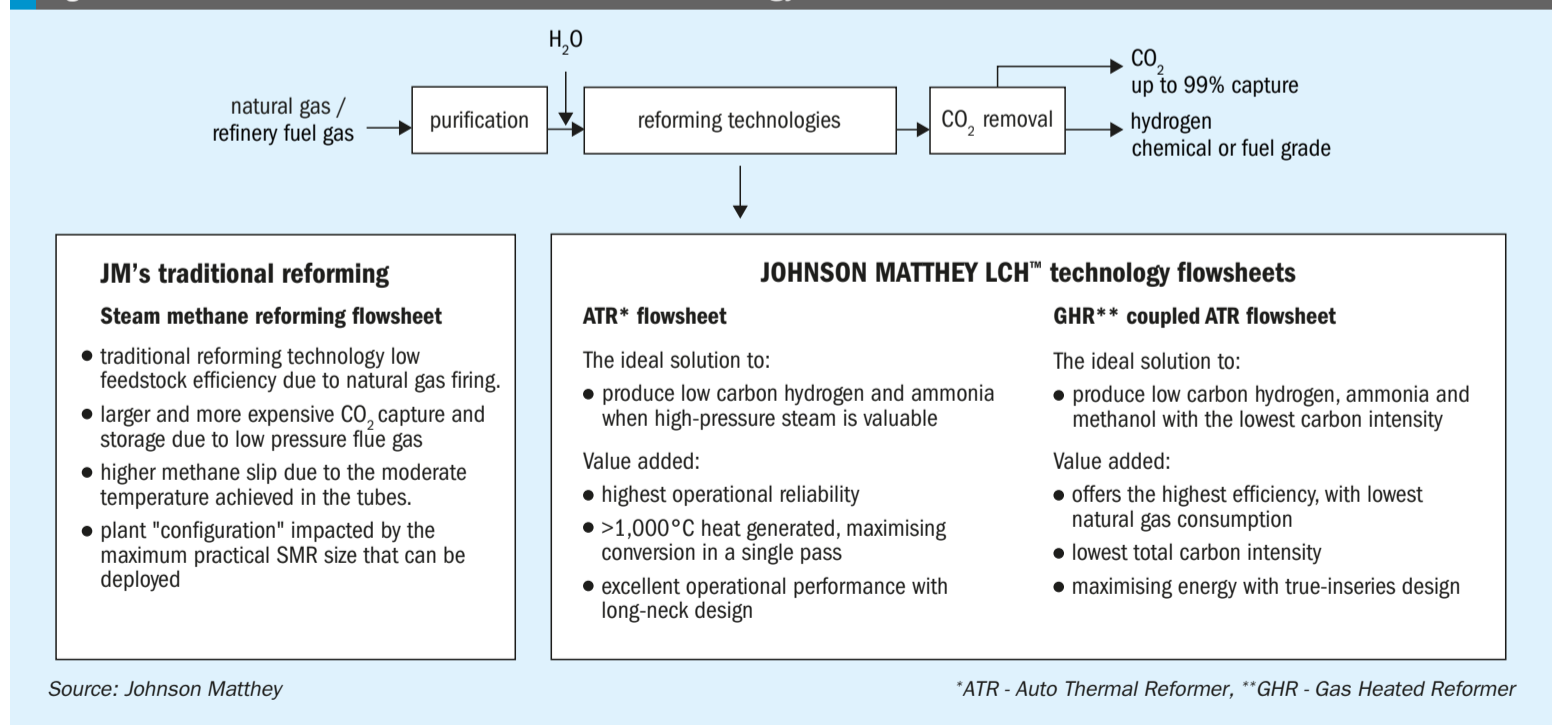 H₂O
CO₂
up to 99% capture
natural gas /
refinery fuel gas
purification
reforming technologies
CO₂ removal
hydrogen
chemical or fuel grade
JM's traditional reforming
Steam methane reforming flowsheet
• traditional reforming technology low
feedstock efficiency due to natural gas firing.
• larger and more expensive CO₂ capture and
storage due to low pressure flue gas
• higher methane slip due to the moderate
temperature achieved in the tubes.
• plant "configuration" impacted by the
maximum practical SMR size that can be
deployed
JOHNSON MATTHEY LCH™ technology flowsheets
ATR* flowsheet
The ideal solution to:
• produce low carbon hydrogen and ammonia
when high-pressure steam is valuable
Value added:
• highest operational reliability
• >1,000°C heat generated, maximising
conversion in a single pass
• excellent operational performance with
long-neck design
GHR** coupled ATR flowsheet
The ideal solution to:
• produce low carbon hydrogen, ammonia and
methanol with the lowest carbon intensity
Value added:
• offers the highest efficiency, with lowest
natural gas consumption
• lowest total carbon intensity
• maximising energy with true-inseries design
Source: Johnson Matthey
*ATR - Auto Thermal Reformer, **GHR - Gas Heated Reformer